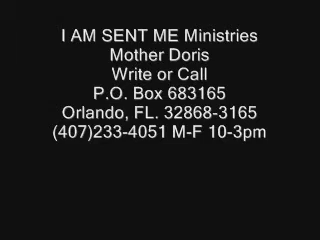 I AM SENT ME Ministries
Mother Doris
Write or Call
P.O. Box 683165
Orlando, FL. 32868-3165
(407)233-4051 M-F 10-3pm